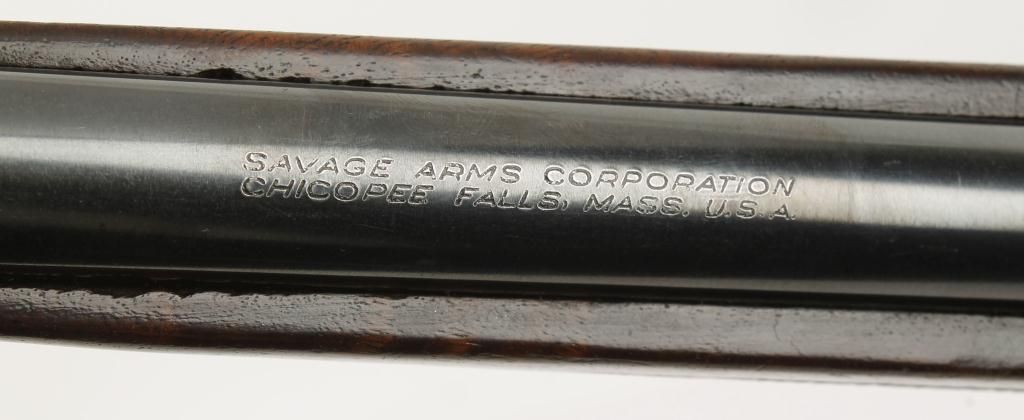 SAVAGE ARMS CORPORATION
CHICOPEE FALLS, MASS. U.S.A.